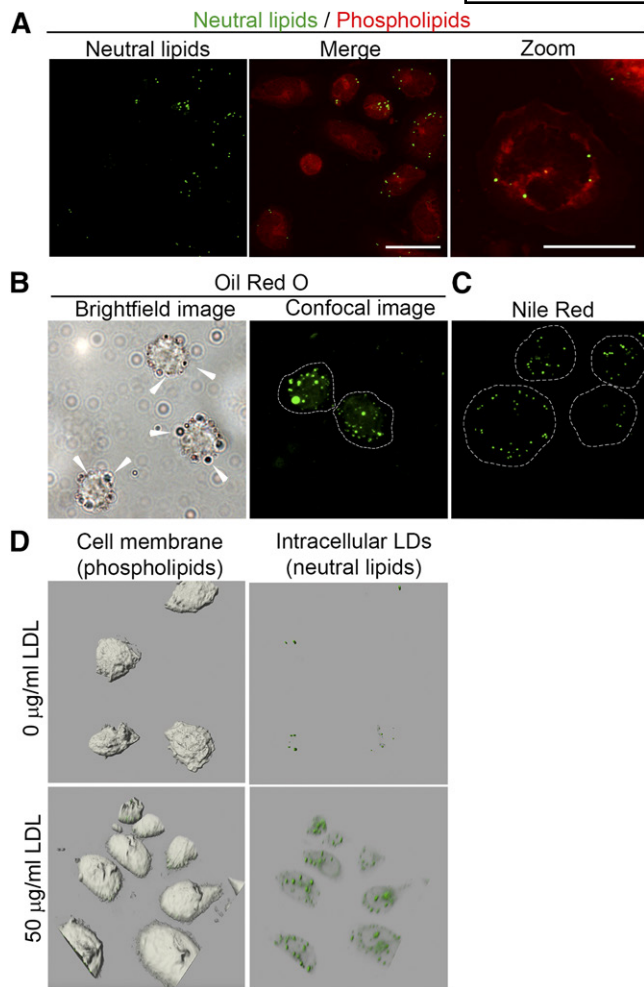 A
Neutral lipids / Phospholipids
Neutral lipids Merge Zoom
B
Oil Red O
C
Brightfield image Confocal image Nile Red
D
Cell membrane
(phospholipids)
Intracellular LDs
(neutral lipids)
0 µg/ml LDL
50 µg/ml LDL